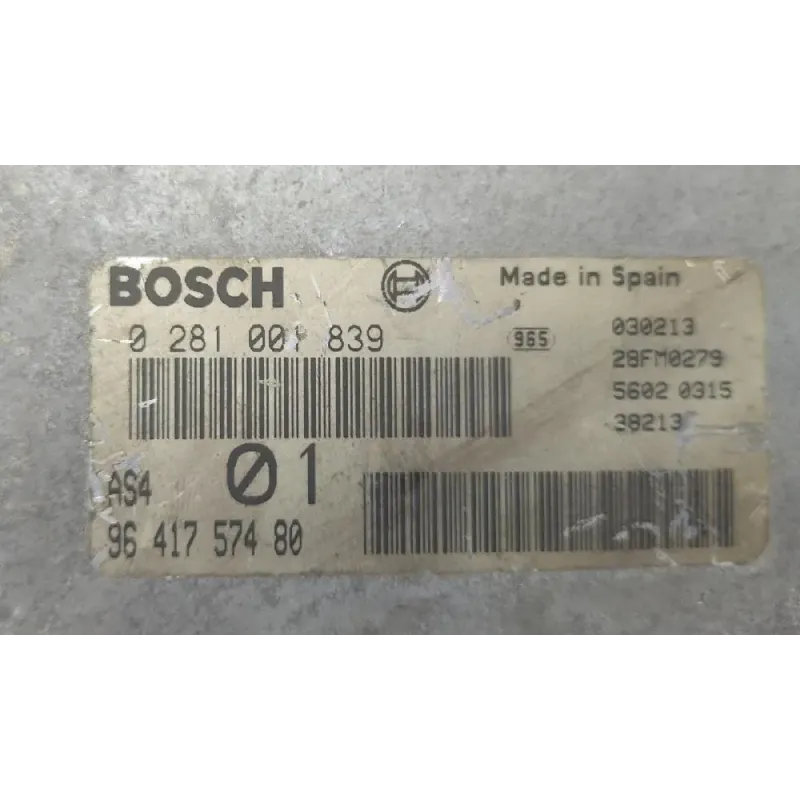 BOSCH Made in Spain
0 281 001 839 965 030213
28FM0279
5602 0315
38213
01
AS4
96 417 574 80